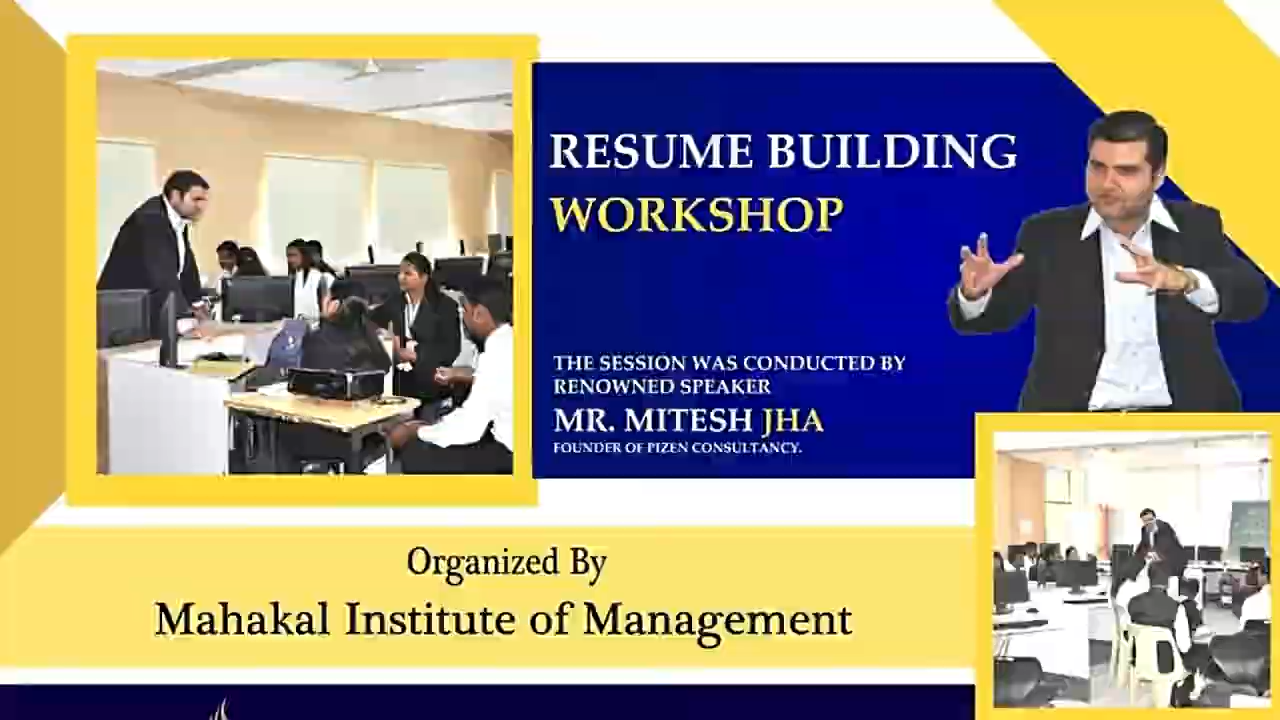 RESUME BUILDING
WORKSHOP
THE SESSION WAS CONDUCTED BY
RENOWNED SPEAKER
MR. MITESH JHA
FOUNDER OF PIZEN CONSULTANCY.
Organized By
Mahakal Institute of Management